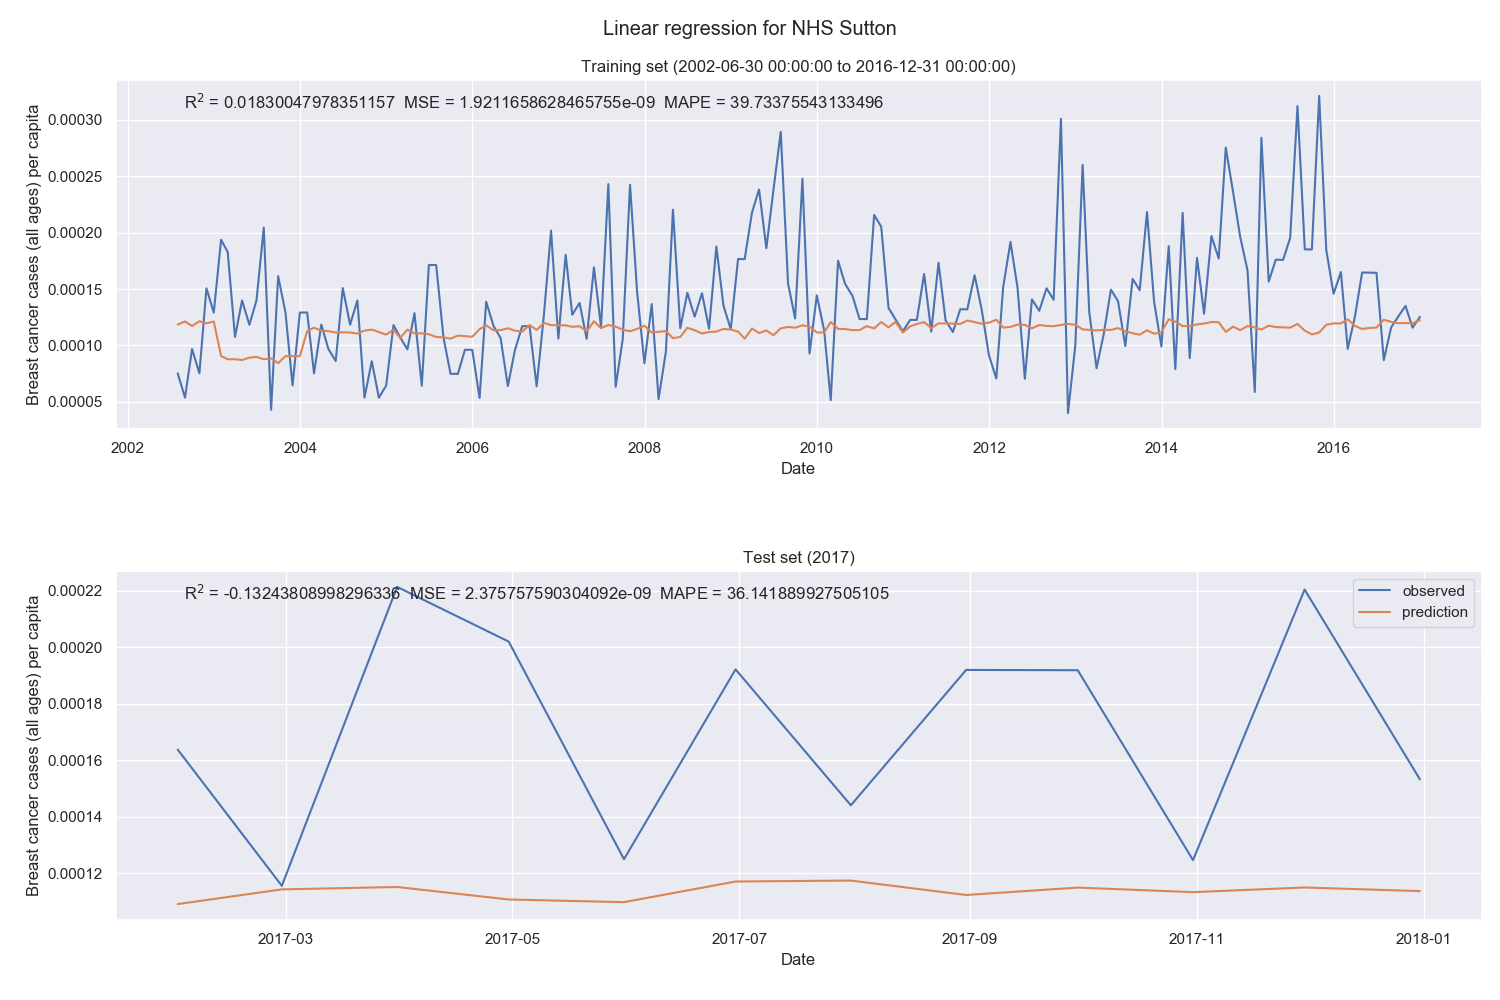 Linear regression for NHS Sutton
Training set (2002-06-30 00:00:00 to 2016-12-31 00:00:00)
R² = 0.01830047978351157 MSE = 1.9211658628465755e-09 MAPE = 39.73375543133496
Breast cancer cases (all ages) per capita
0.00030
0.00025
0.00020
0.00015
0.00010
0.00005
2002 2004 2006 2008 2010 2012 2014 2016
Date
Test set (2017)
R² = -0.13243808998296336 MSE = 2.375757590304092e-09 MAPE = 36.141889927505105
observed
prediction
Breast cancer cases (all ages) per capita
0.00022
0.00020
0.00018
0.00016
0.00014
0.00012
2017-03 2017-05 2017-07 2017-09 2017-11 2018-01
Date